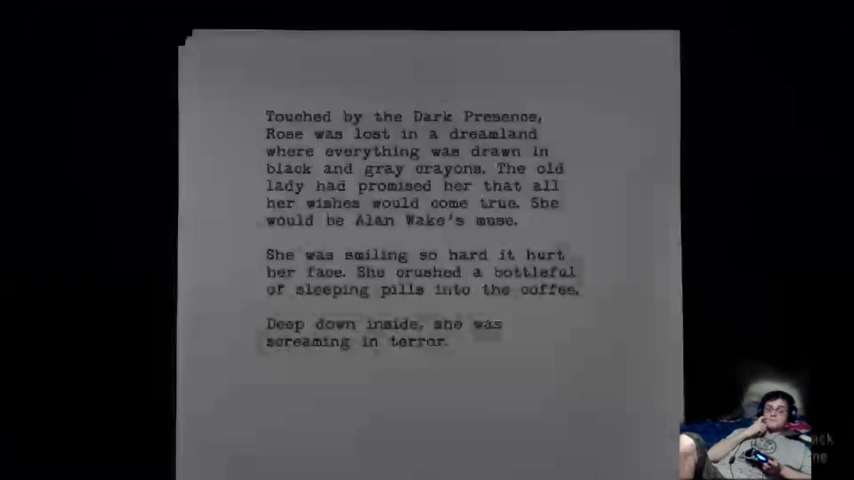 Touched by the Dark Presence,
Rose was lost in a dreamland
where everything was drawn in
black and gray crayons. The old
lady had promised her that all
her wishes would come true. She
would be Alan Wake's muse.
She was smiling so hard it hurt
her face. She crushed a bottleful
of sleeping pills into the coffee.
Deep down inside, she was
screaming in terror.